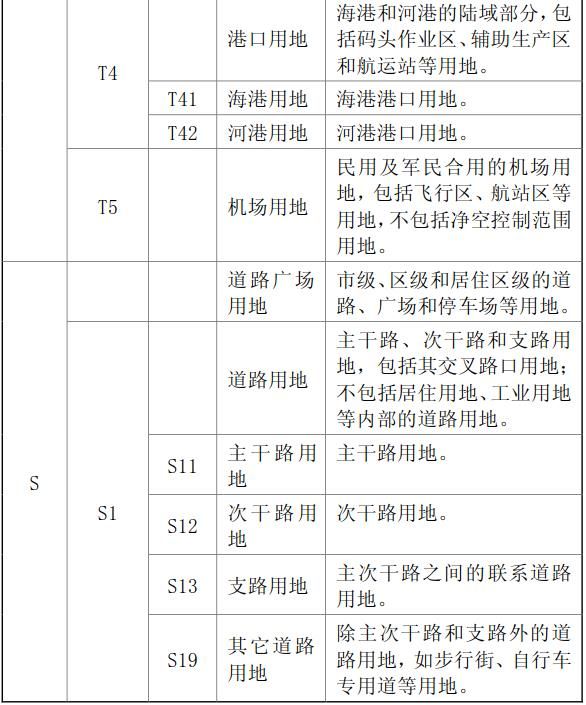 T4
港口用地
海港和河港的陆域部分，包
括码头作业区、辅助生产区
和航运站等用地。
T41
海港用地
海港港口用地。
T42
河港用地
河港港口用地。
T5
机场用地
民用及军民合用的机场用
地，包括飞行区、航站区等
用地，不包括净空控制范围
用地。
S
道路广场
用地
市级、区级和居住区级的道
路、广场和停车场等用地。
S1
道路用地
主干路、次干路和支路用
地，包括其交叉路口用地；
不包括居住用地、工业用地
等内部的道路用地。
S11
主干路用
地
主干路用地。
S12
次干路用
地
次干路用地。
S13
支路用地
主次干路之间的联系道路
用地。
S19
其它道路
用地
除主次干路和支路外的道
路用地，如步行街、自行车
专用道等用地。